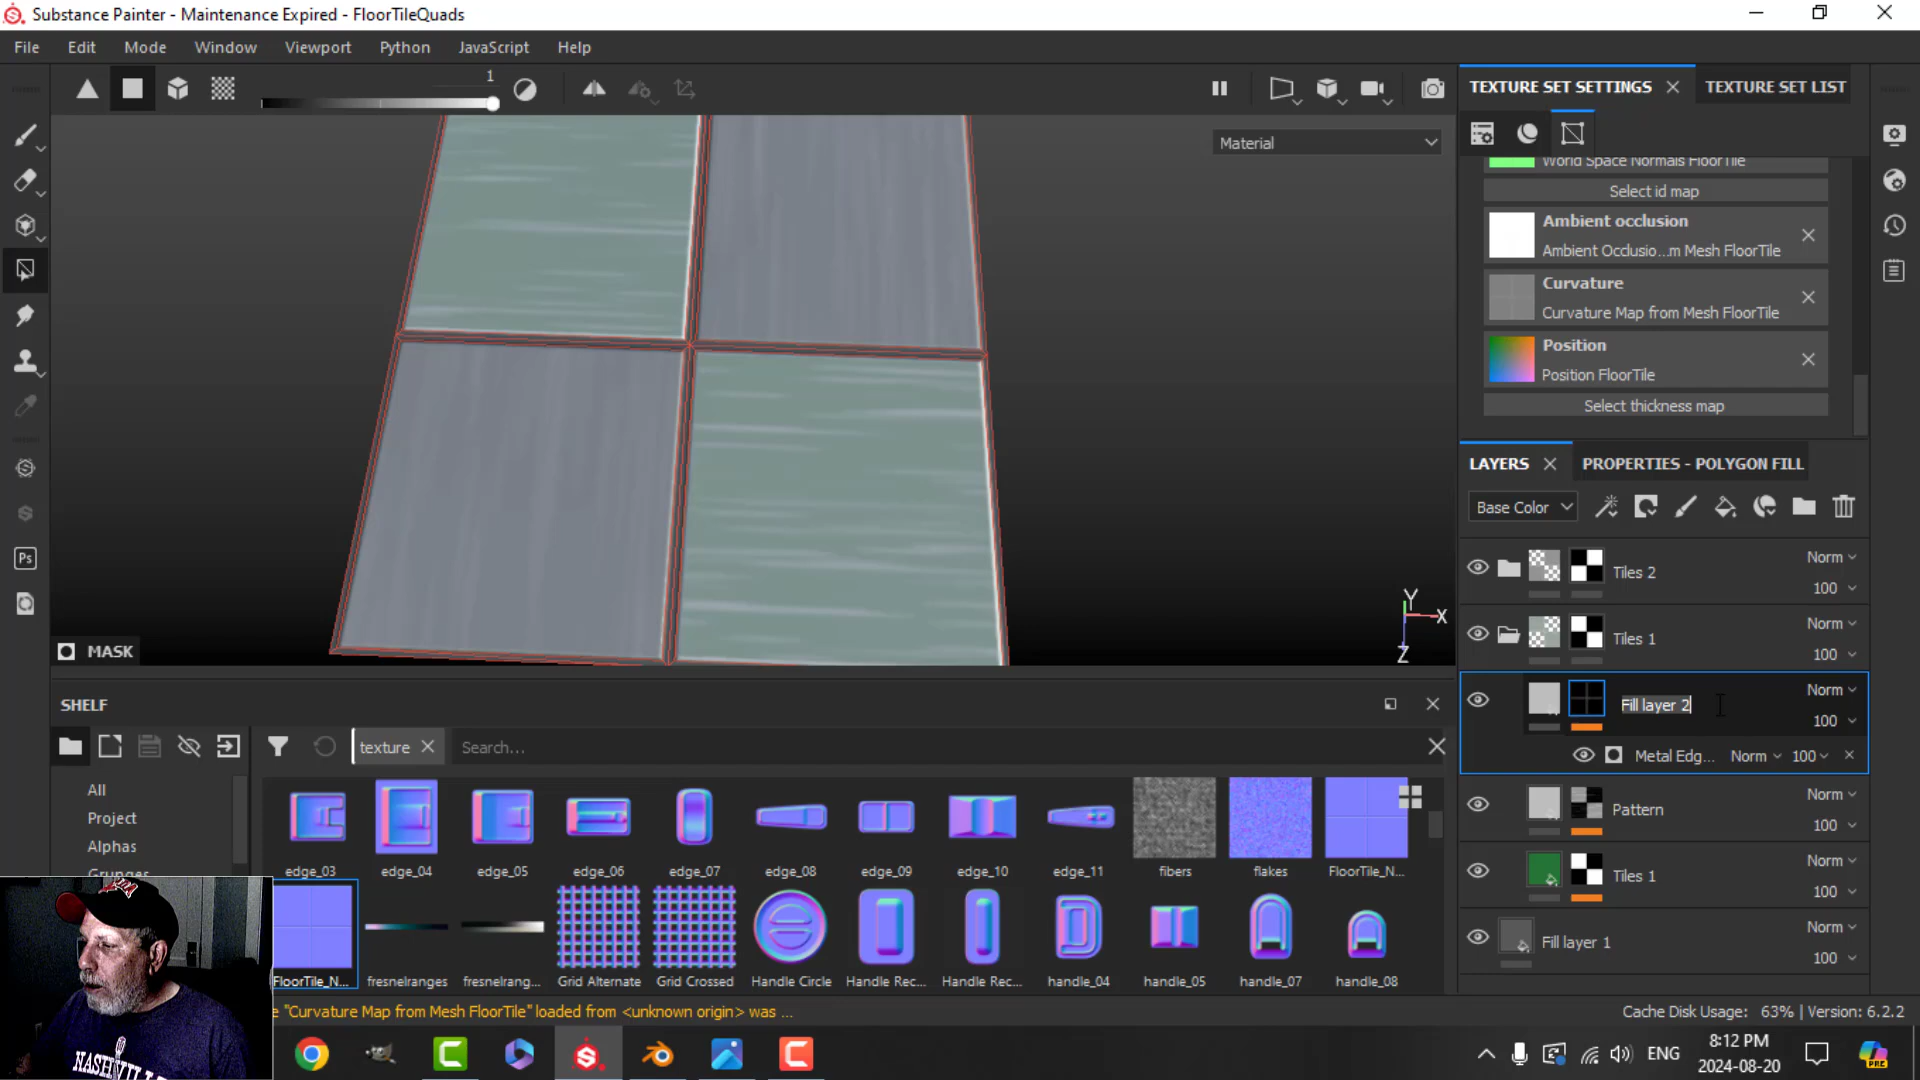 Substance Painter - Maintenance Expired - FloorTileQuads
File Edit Mode Window Viewport Python JavaScript Help
1
Material
TEXTURE SET SETTINGS
TEXTURE SET LIST
World Space Normals FloorTile
Select id map
Ambient occlusion
Ambient Occlusio...m Mesh FloorTile
Curvature
Curvature Map from Mesh FloorTile
Position
Position FloorTile
Select thickness map
LAYERS
PROPERTIES - POLYGON FILL
Base Color
Tiles 2
Norm
100
Tiles 1
Norm
100
Fill layer 2
Norm
100
Metal Edg... Norm 100
Pattern
Norm
100
Tiles 1
Norm
100
Fill layer 1
Norm
100
Y
X
Z
MASK
Ps
SHELF
texture
Search...
All
Project
Alphas
Grunges
edge_03 edge_04 edge_05 edge_06 edge_07 edge_08 edge_09 edge_10 edge_11 fibers flakes FloorTile_N...
FloorTile_N... fresnelranges fresnelrang... Grid Alternate Grid Crossed Handle Circle Handle Rec... Handle Rec... handle_04 handle_05 handle_07 handle_08
e "Curvature Map from Mesh FloorTile" loaded from <unknown origin> was ...
Cache Disk Usage: 63% | Version: 6.2.2
ENG
8:12 PM
2024-08-20
PRE